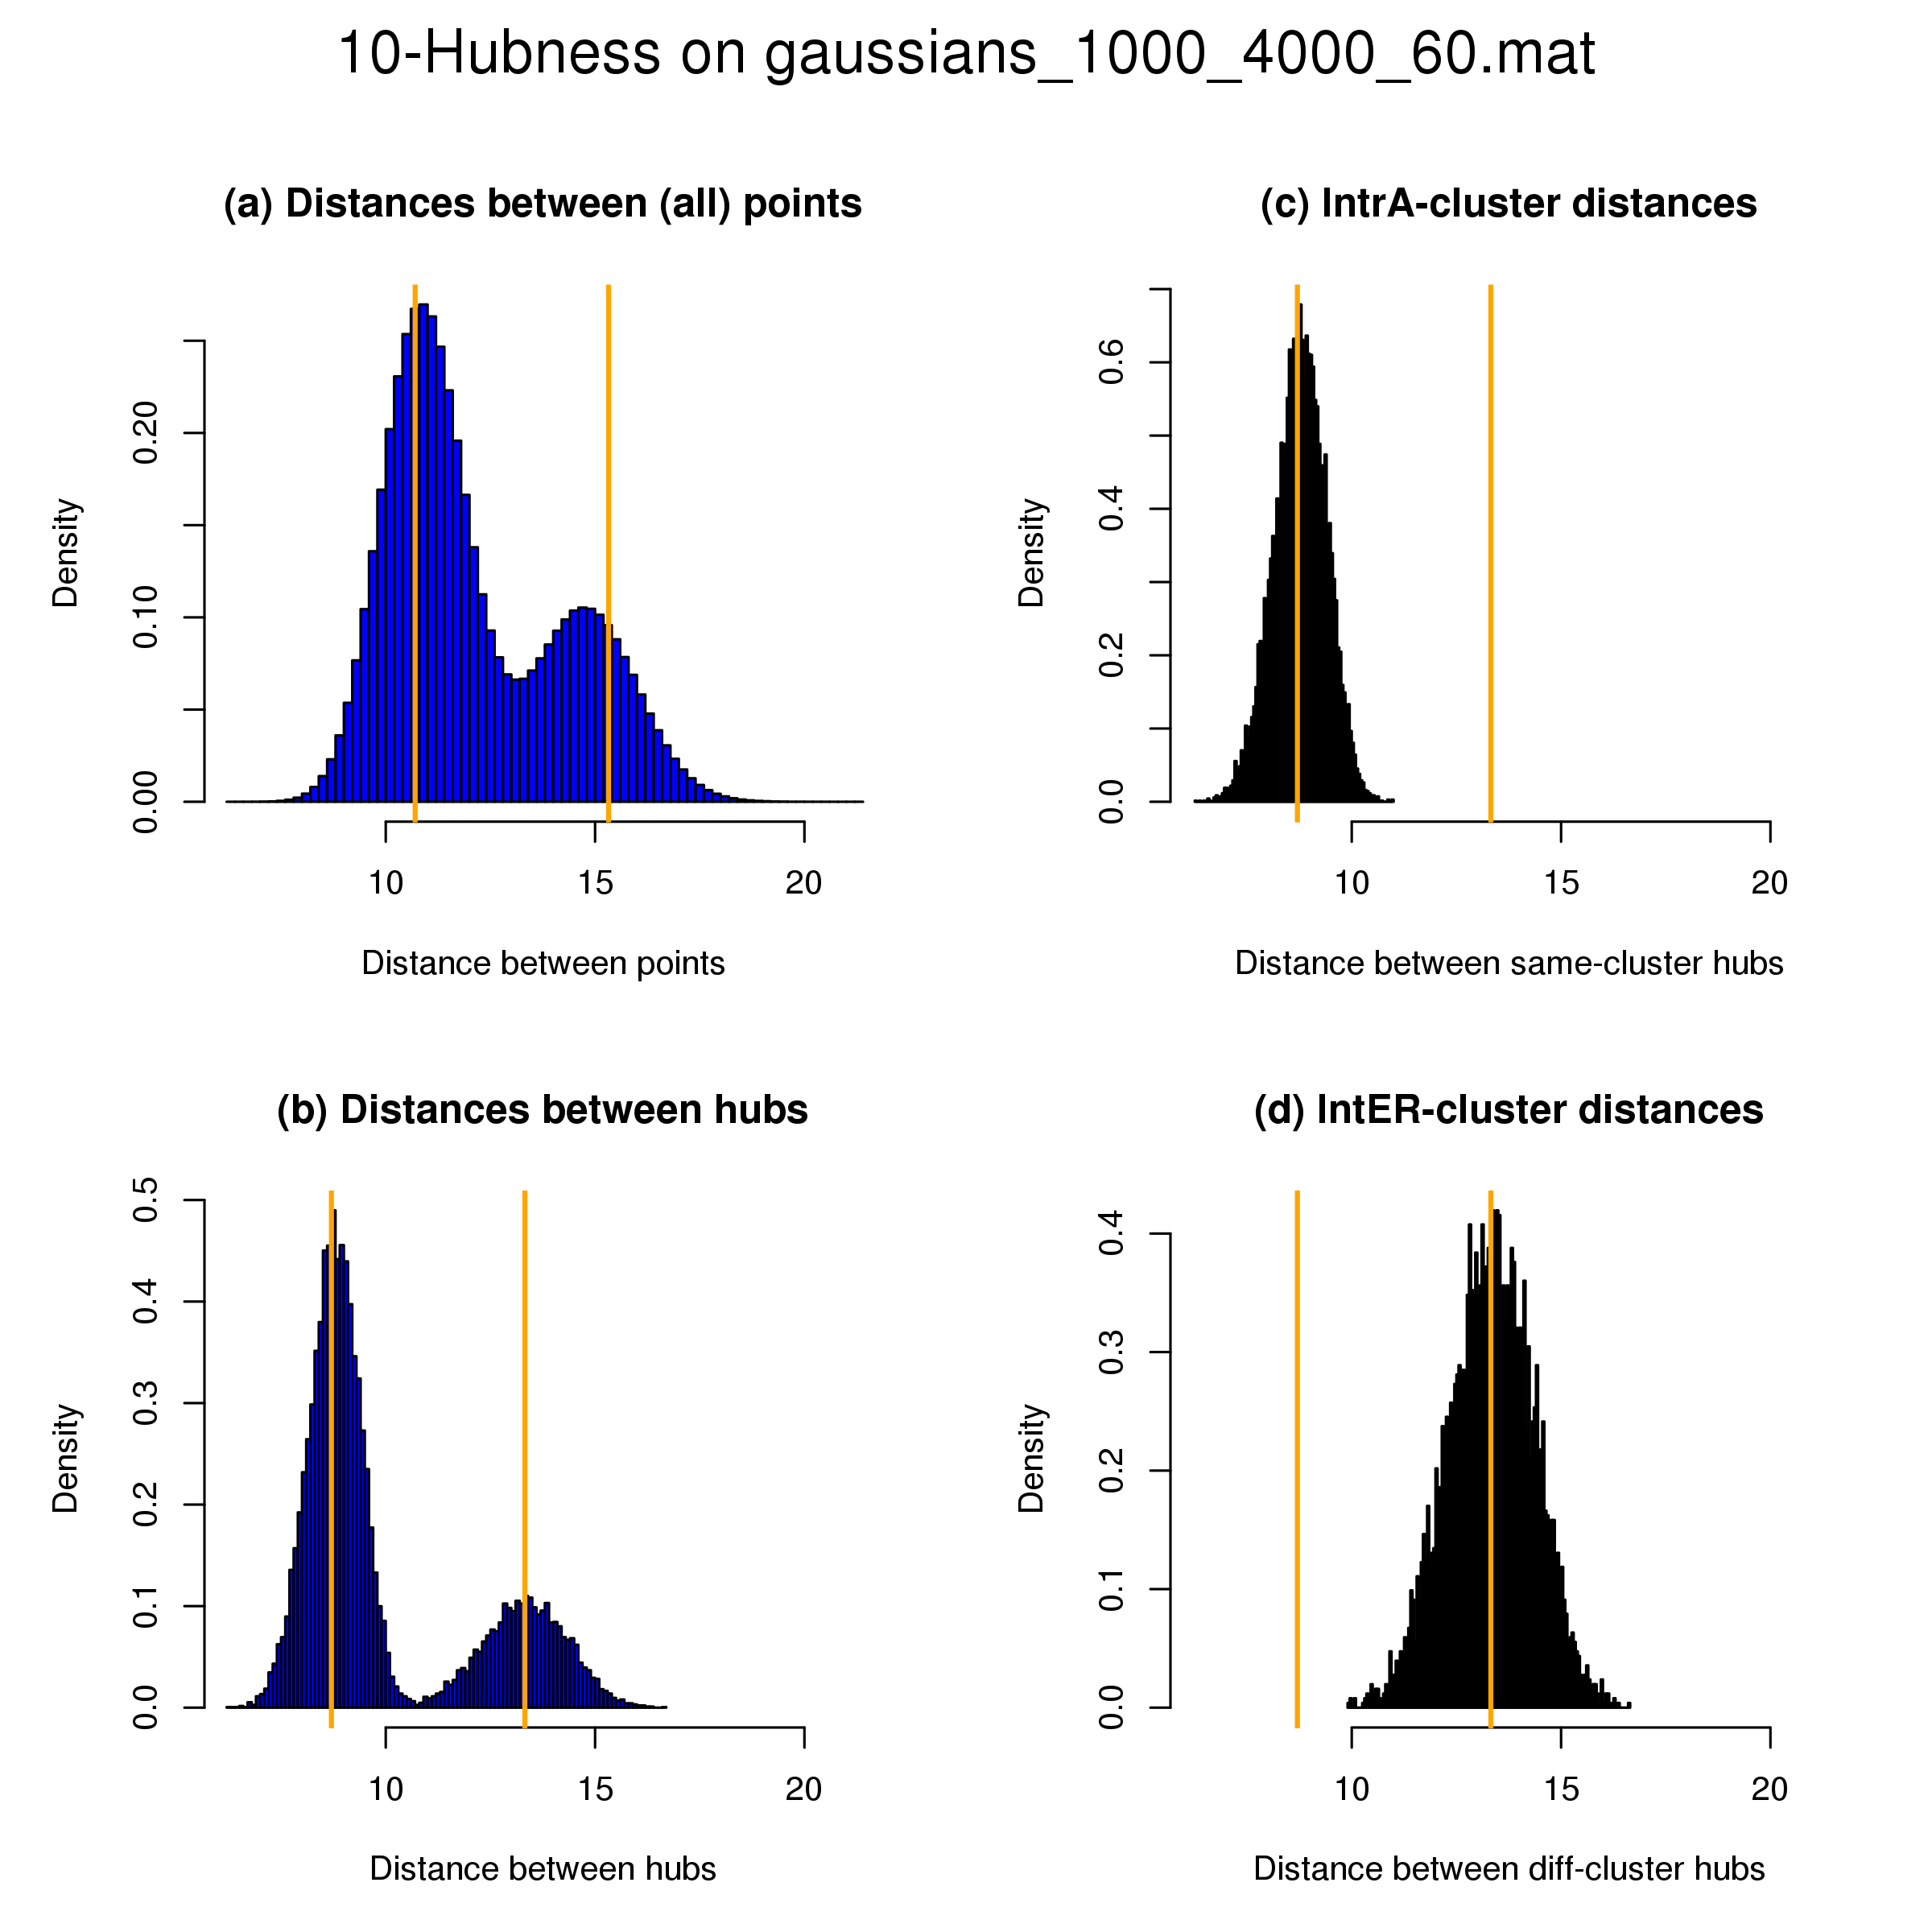 10-Hubness on gaussians_1000_4000_60.mat
(a) Distances between (all) points
Density
0.00 0.10 0.20
10 15 20
Distance between points
(c) IntrA-cluster distances
Density
0.0 0.2 0.4 0.6
10 15 20
Distance between same-cluster hubs
(b) Distances between hubs
Density
0.0 0.1 0.2 0.3 0.4 0.5
10 15 20
Distance between hubs
(d) IntER-cluster distances
Density
0.0 0.1 0.2 0.3 0.4
10 15 20
Distance between diff-cluster hubs